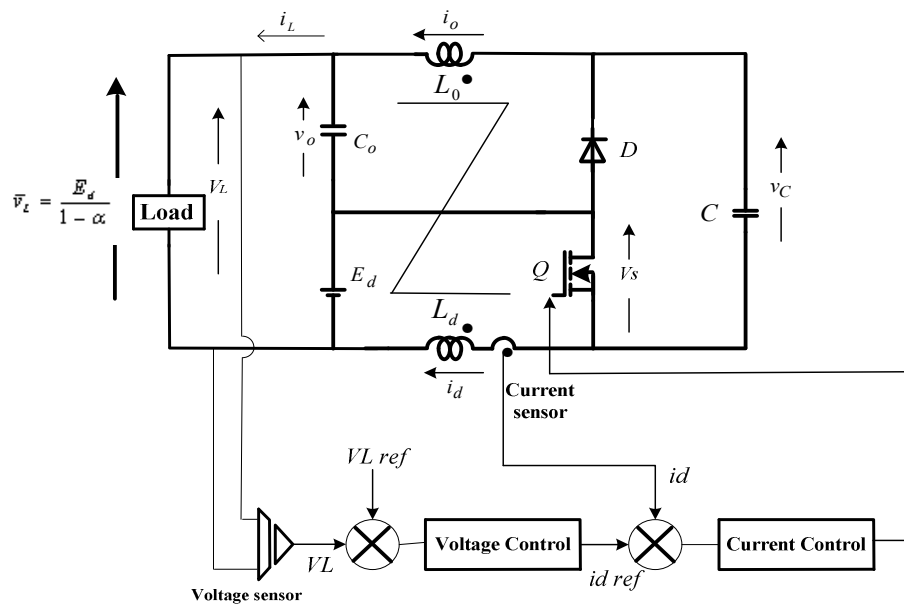 i_L
i_o
L_0
v_o
C_o
D
V_L
v̄_L = E_d / (1 − α)
Load
C
v_C
E_d
Q
Vs
L_d
i_d
Current
sensor
VL ref
id
Voltage Control
Current Control
VL
id ref
Voltage sensor